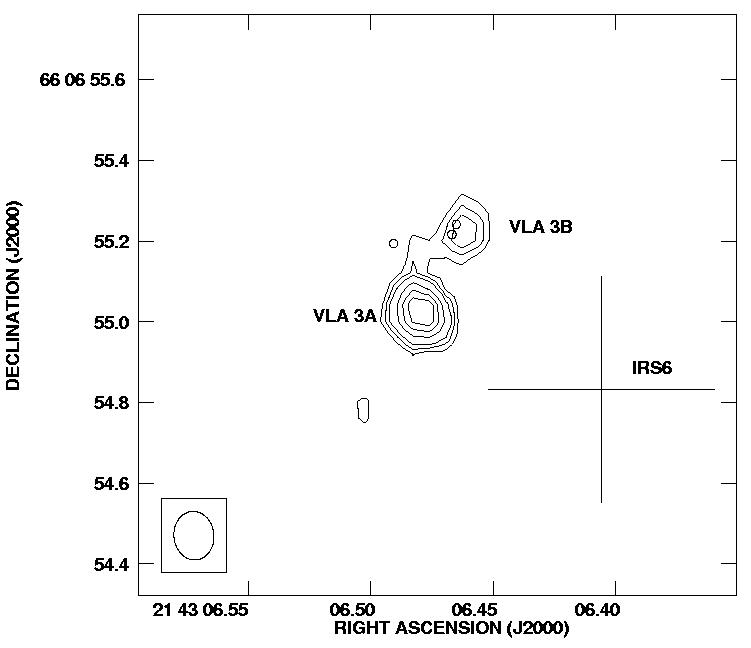 66 06 55.6
55.4
55.2
55.0
54.8
54.6
54.4
DECLINATION (J2000)
VLA 3B
VLA 3A
IRS6
21 43 06.55 06.50 06.45 06.40
RIGHT ASCENSION (J2000)